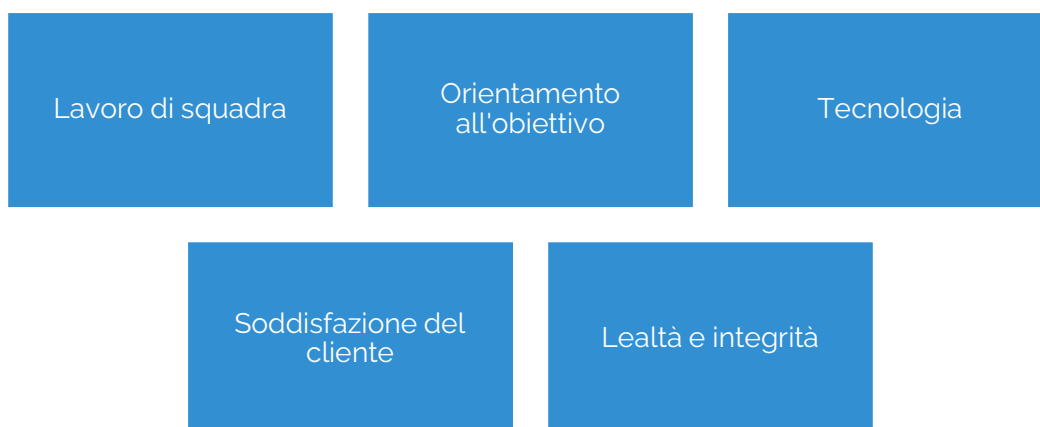 Lavoro di squadra
Orientamento
all'obiettivo
Tecnologia
Soddisfazione del
cliente
Lealtà e integrità